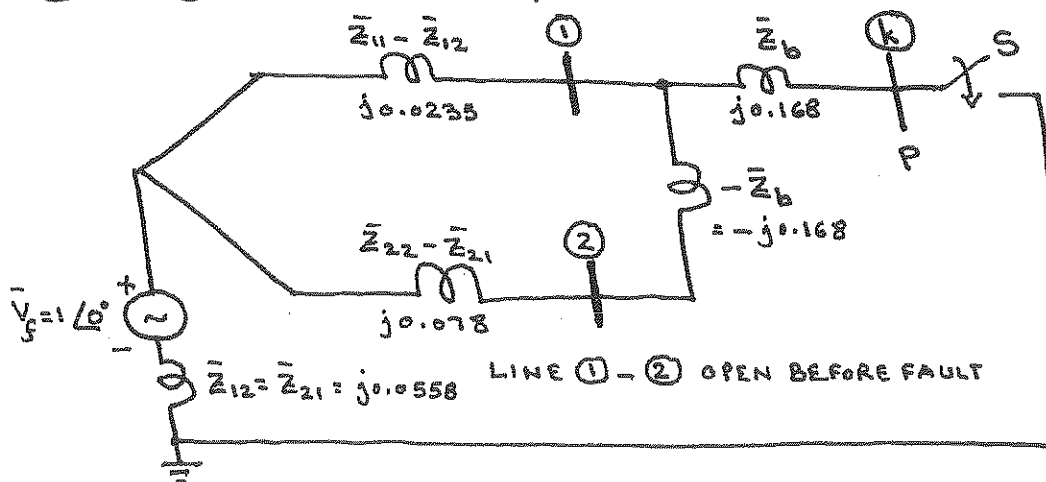 Z̄₁₁ - Z̄₁₂
①
Z̄b
k
S
j0.0235
j0.168
P
-Z̄b
= -j0.168
Z̄₂₂ - Z̄₂₁
②
j0.078
V̄f = 1∠0°
+
~
-
Z̄₁₂ = Z̄₂₁ = j0.0558
LINE ① - ② OPEN BEFORE FAULT